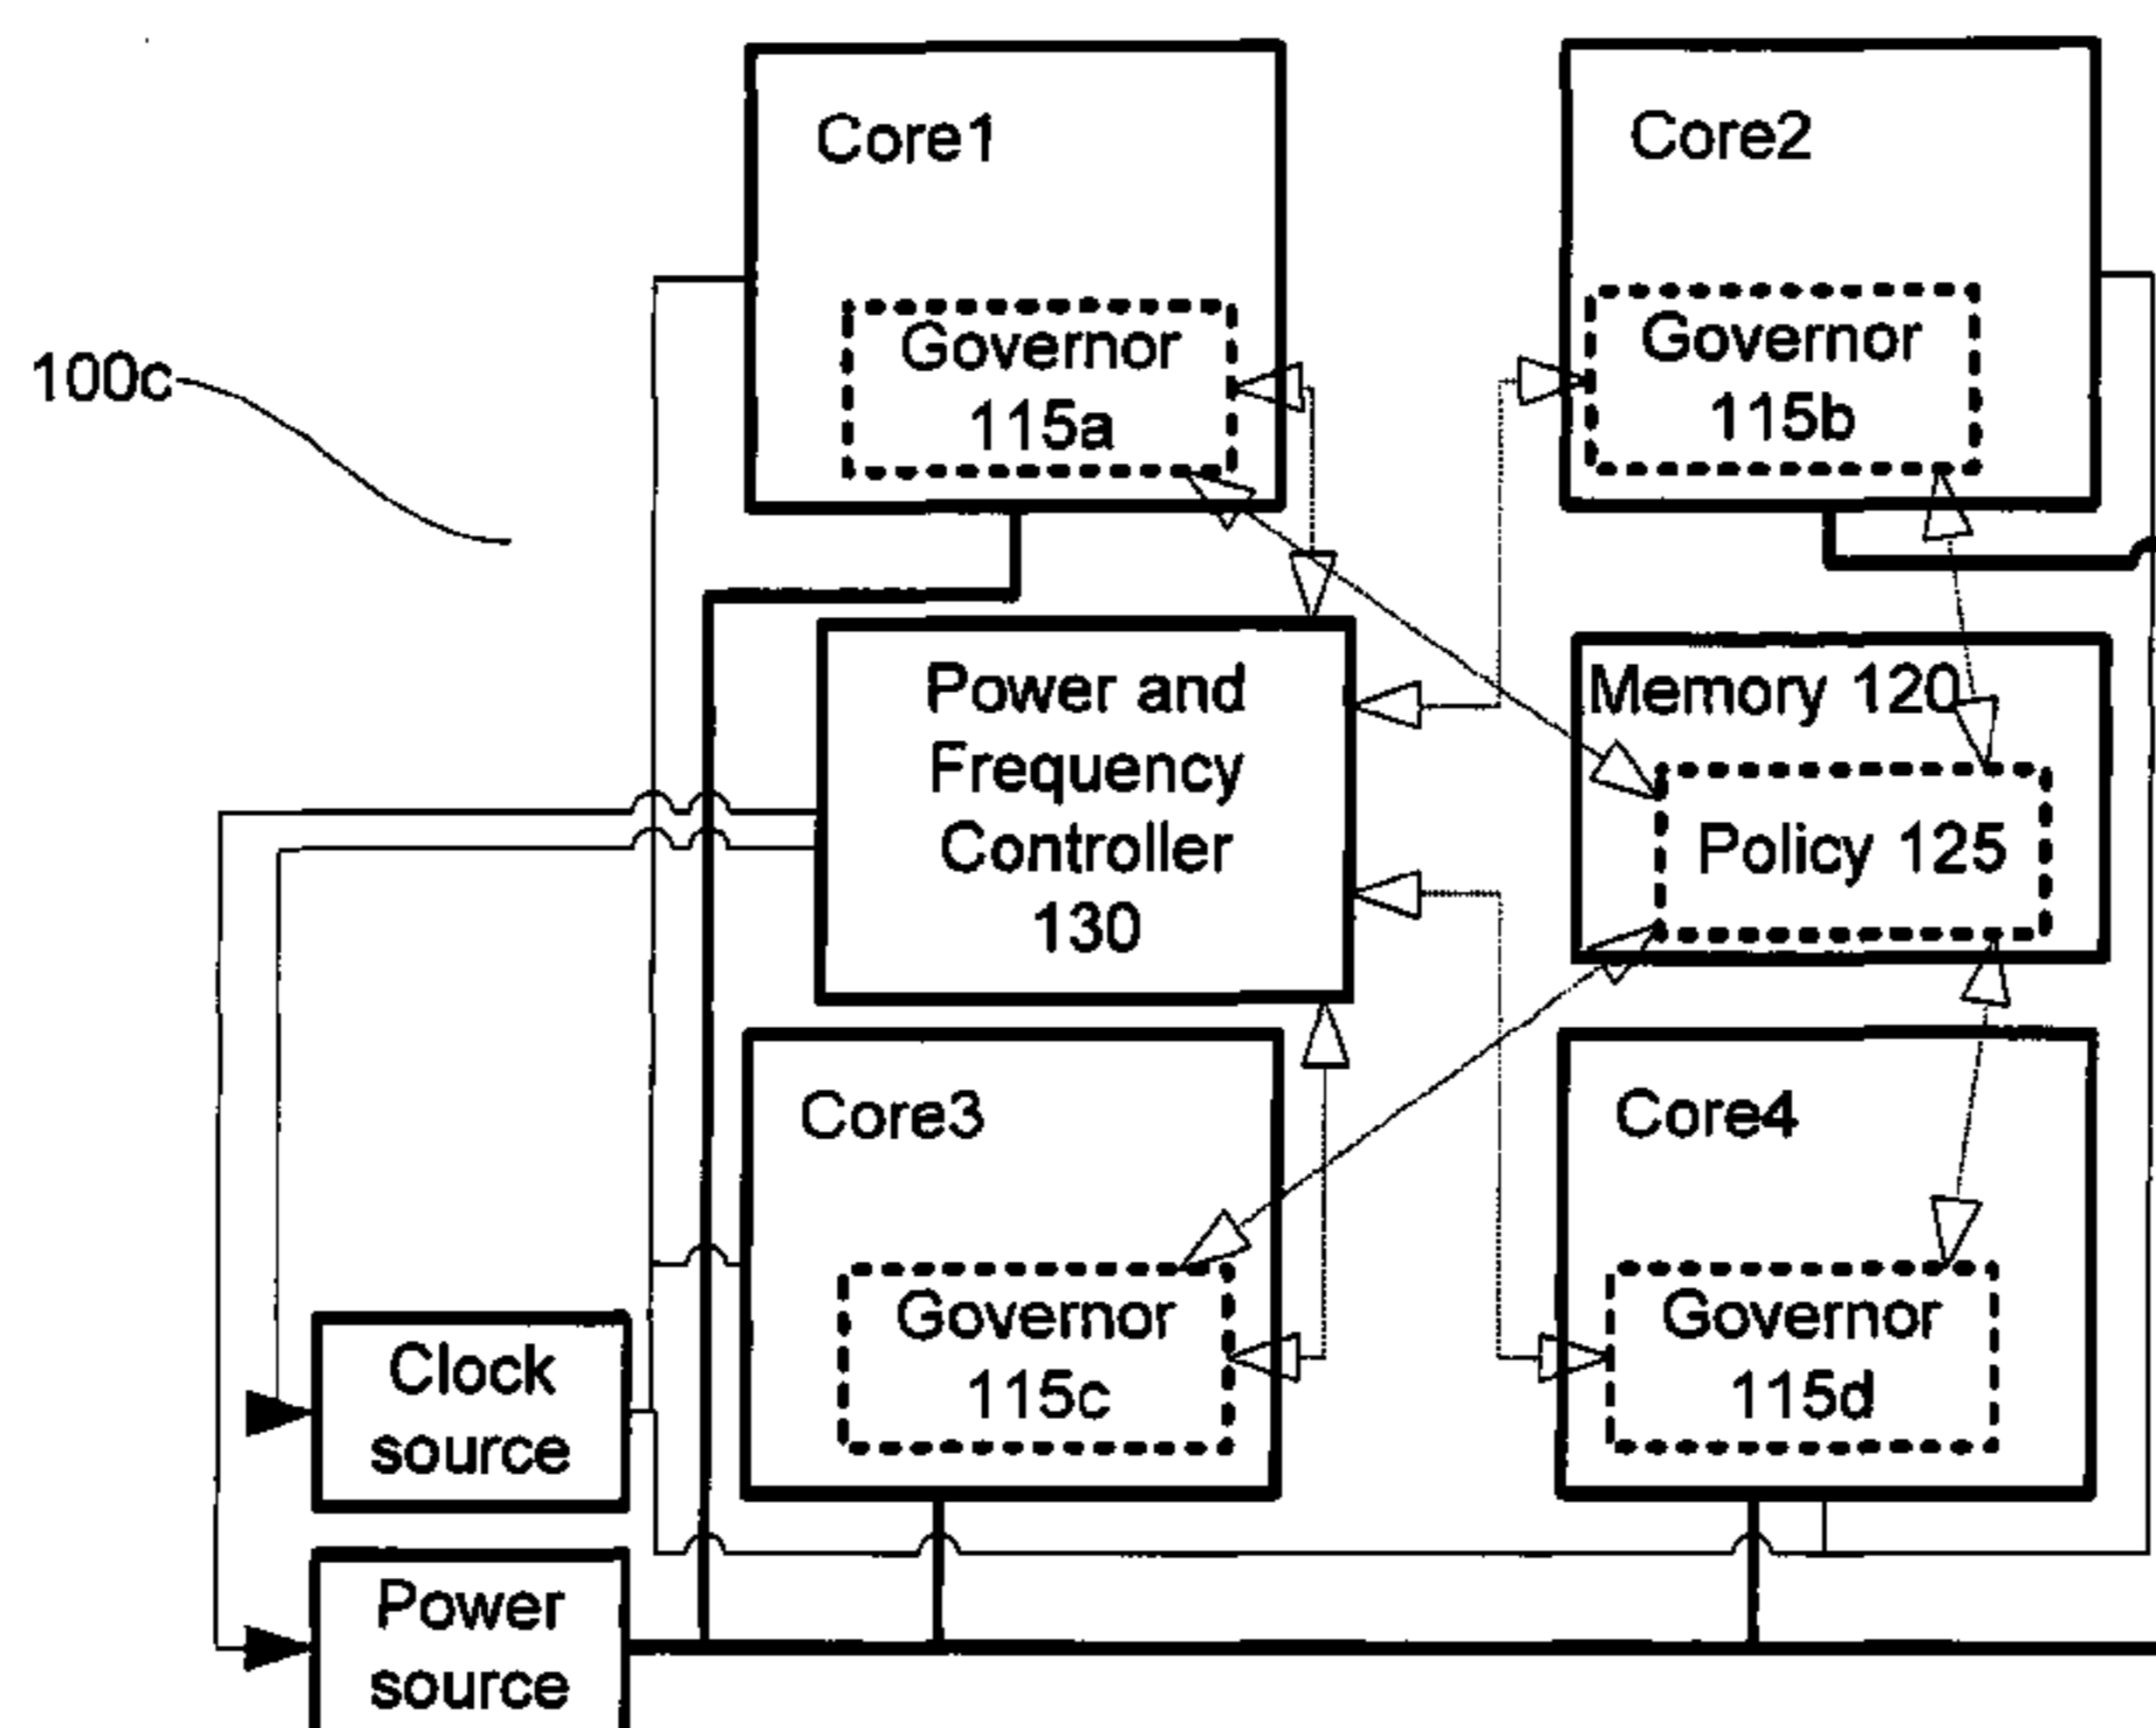 Core1
Governor
115a
Core2
Governor
115b
100c
Power and
Frequency
Controller
130
Memory 120
Policy 125
Core3
Governor
115c
Core4
Governor
115d
Clock
source
Power
source